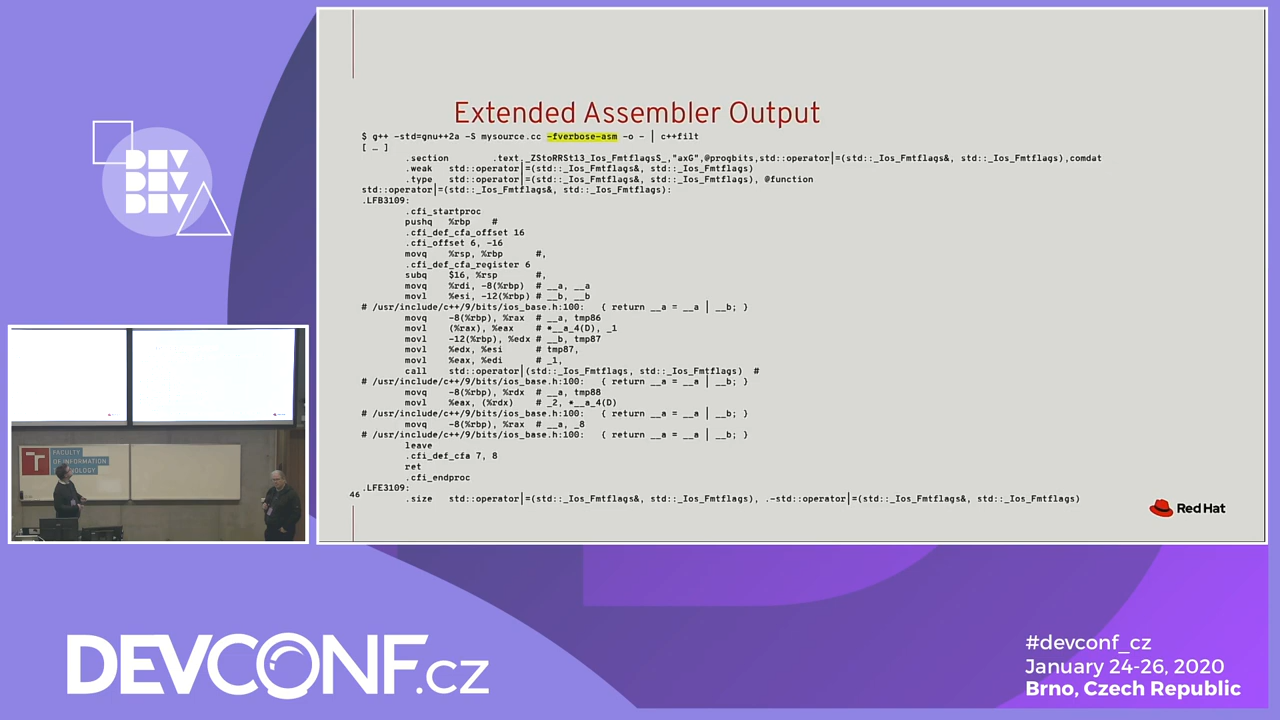 DEV
DEV
DEV
Extended Assembler Output
$ g++ -std=gnu++2a -S mysource.cc -fverbose-asm -o - | c++filt
[ … ]
.section .text._ZStoRRSt13_Ios_FmtflagsS_,"axG",@progbits,std::operator|=(std::_Ios_Fmtflags&, std::_Ios_Fmtflags),comdat
.weak std::operator|=(std::_Ios_Fmtflags&, std::_Ios_Fmtflags)
.type std::operator|=(std::_Ios_Fmtflags&, std::_Ios_Fmtflags), @function
std::operator|=(std::_Ios_Fmtflags&, std::_Ios_Fmtflags):
.LFB3109:
.cfi_startproc
pushq %rbp #
.cfi_def_cfa_offset 16
.cfi_offset 6, -16
movq %rsp, %rbp #,
.cfi_def_cfa_register 6
subq $16, %rsp #,
movq %rdi, -8(%rbp) # __a, __a
movl %esi, -12(%rbp) # __b, __b
# /usr/include/c++/9/bits/ios_base.h:100: { return __a = __a | __b; }
movq -8(%rbp), %rax # __a, tmp86
movl (%rax), %eax # *__a_4(D), _1
movl -12(%rbp), %edx # __b, tmp87
movl %edx, %esi # tmp87,
movl %eax, %edi # _1,
call std::operator|(std::_Ios_Fmtflags, std::_Ios_Fmtflags) #
# /usr/include/c++/9/bits/ios_base.h:100: { return __a = __a | __b; }
movq -8(%rbp), %rdx # __a, tmp88
movl %eax, (%rdx) # _2, *__a_4(D)
# /usr/include/c++/9/bits/ios_base.h:100: { return __a = __a | __b; }
movq -8(%rbp), %rax # __a, _8
# /usr/include/c++/9/bits/ios_base.h:100: { return __a = __a | __b; }
leave
.cfi_def_cfa 7, 8
ret
.cfi_endproc
.LFE3109:
.size std::operator|=(std::_Ios_Fmtflags&, std::_Ios_Fmtflags), .-std::operator|=(std::_Ios_Fmtflags&, std::_Ios_Fmtflags)
46
Red Hat
FACULTY
OF INFORMATION
TECHNOLOGY
DEVCONF.cz
#devconf_cz
January 24-26, 2020
Brno, Czech Republic